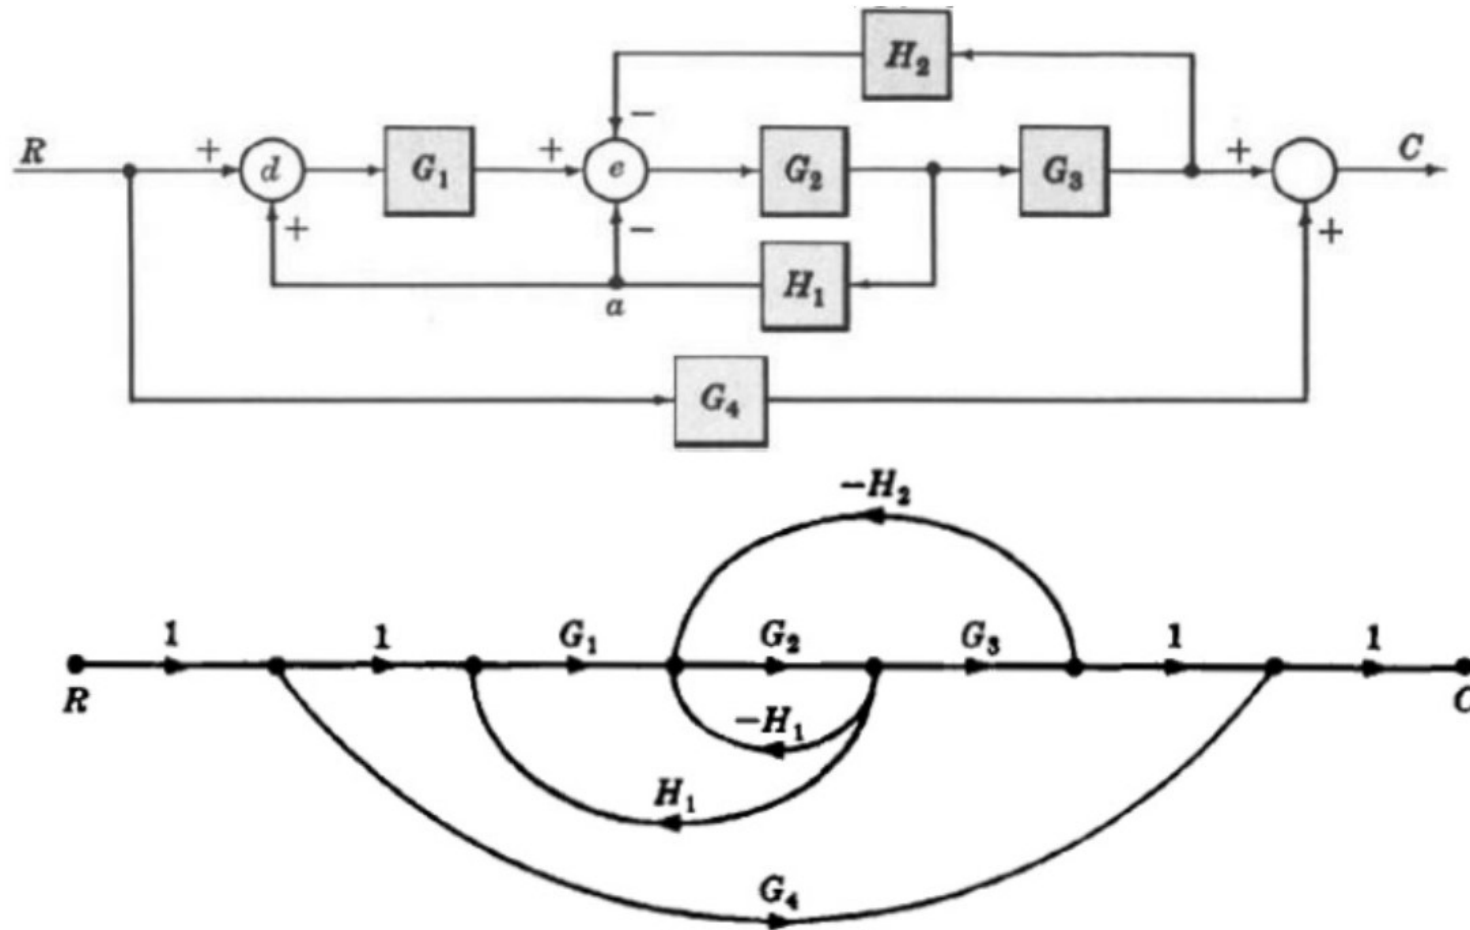 H₂
−
R + d G₁ + e G₂ G₃ + C
+ − +
H₁
a
G₄
−H₂
1 1 G₁ G₂ G₃ 1 1
R −H₁ C
H₁
G₄